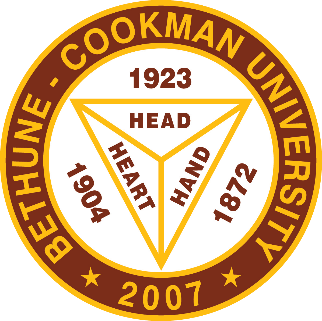 BETHUNE - COOKMAN UNIVERSITY
1923
HEAD
HEART
HAND
1904
1872
2007